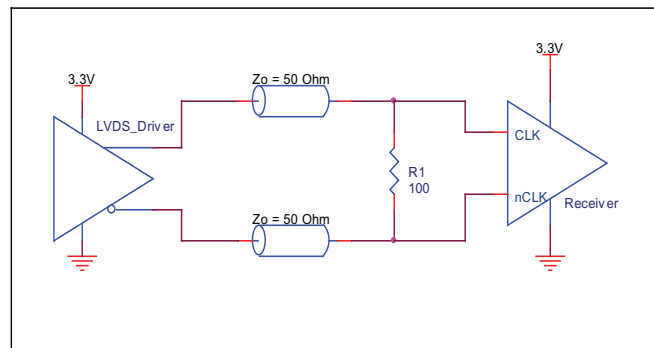 3.3V
LVDS_Driver
Zo = 50 Ohm
Zo = 50 Ohm
R1
100
3.3V
CLK
nCLK
Receiver